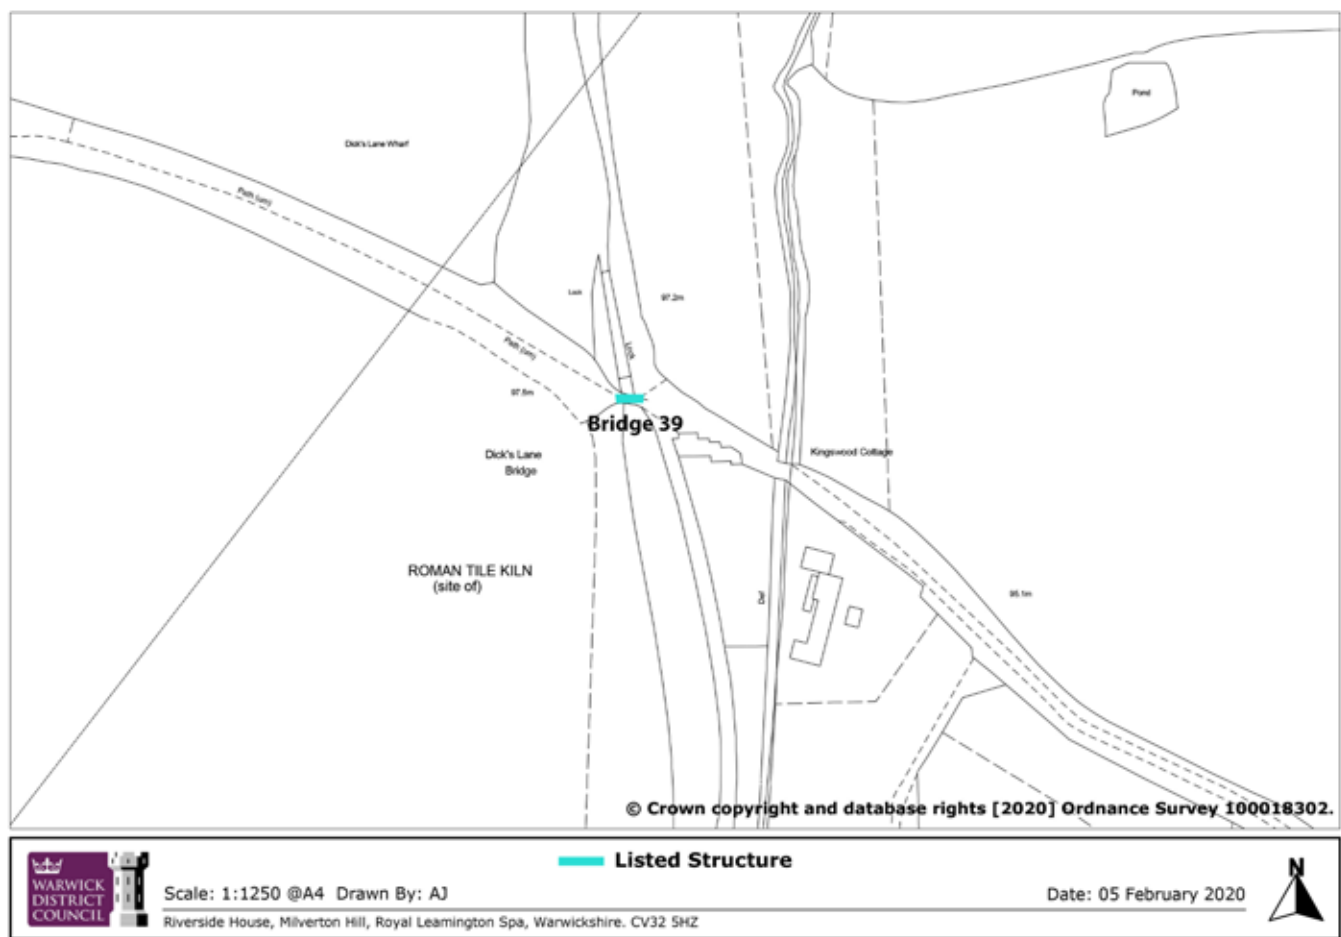 Pond
Dick's Lane Wharf
Path (um)
Lock
97.2m
Lock
Path (um)
97.5m
Bridge 39
Dick's Lane
Bridge
Kingswood Cottage
ROMAN TILE KILN
(site of)
Def
95.1m
© Crown copyright and database rights [2020] Ordnance Survey 100018302.
Listed Structure
N
WARWICK
DISTRICT
COUNCIL
Scale: 1:1250 @A4 Drawn By: AJ
Date: 05 February 2020
Riverside House, Milverton Hill, Royal Leamington Spa, Warwickshire. CV32 5HZ